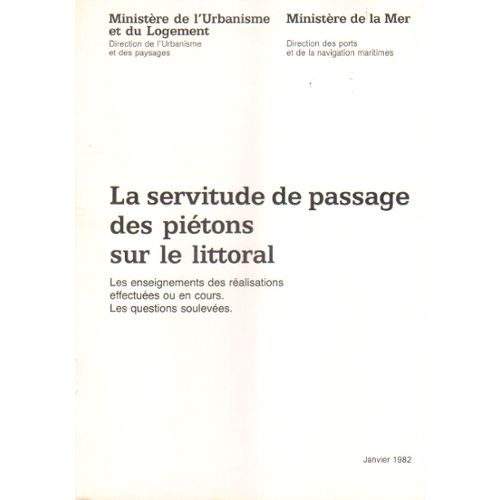 Ministère de l'Urbanisme
et du Logement
Direction de l'Urbanisme
et des paysages
Ministère de la Mer
Direction des ports
et de la navigation maritimes
La servitude de passage
des piétons
sur le littoral
Les enseignements des réalisations
effectuées ou en cours.
Les questions soulevées.
Janvier 1982